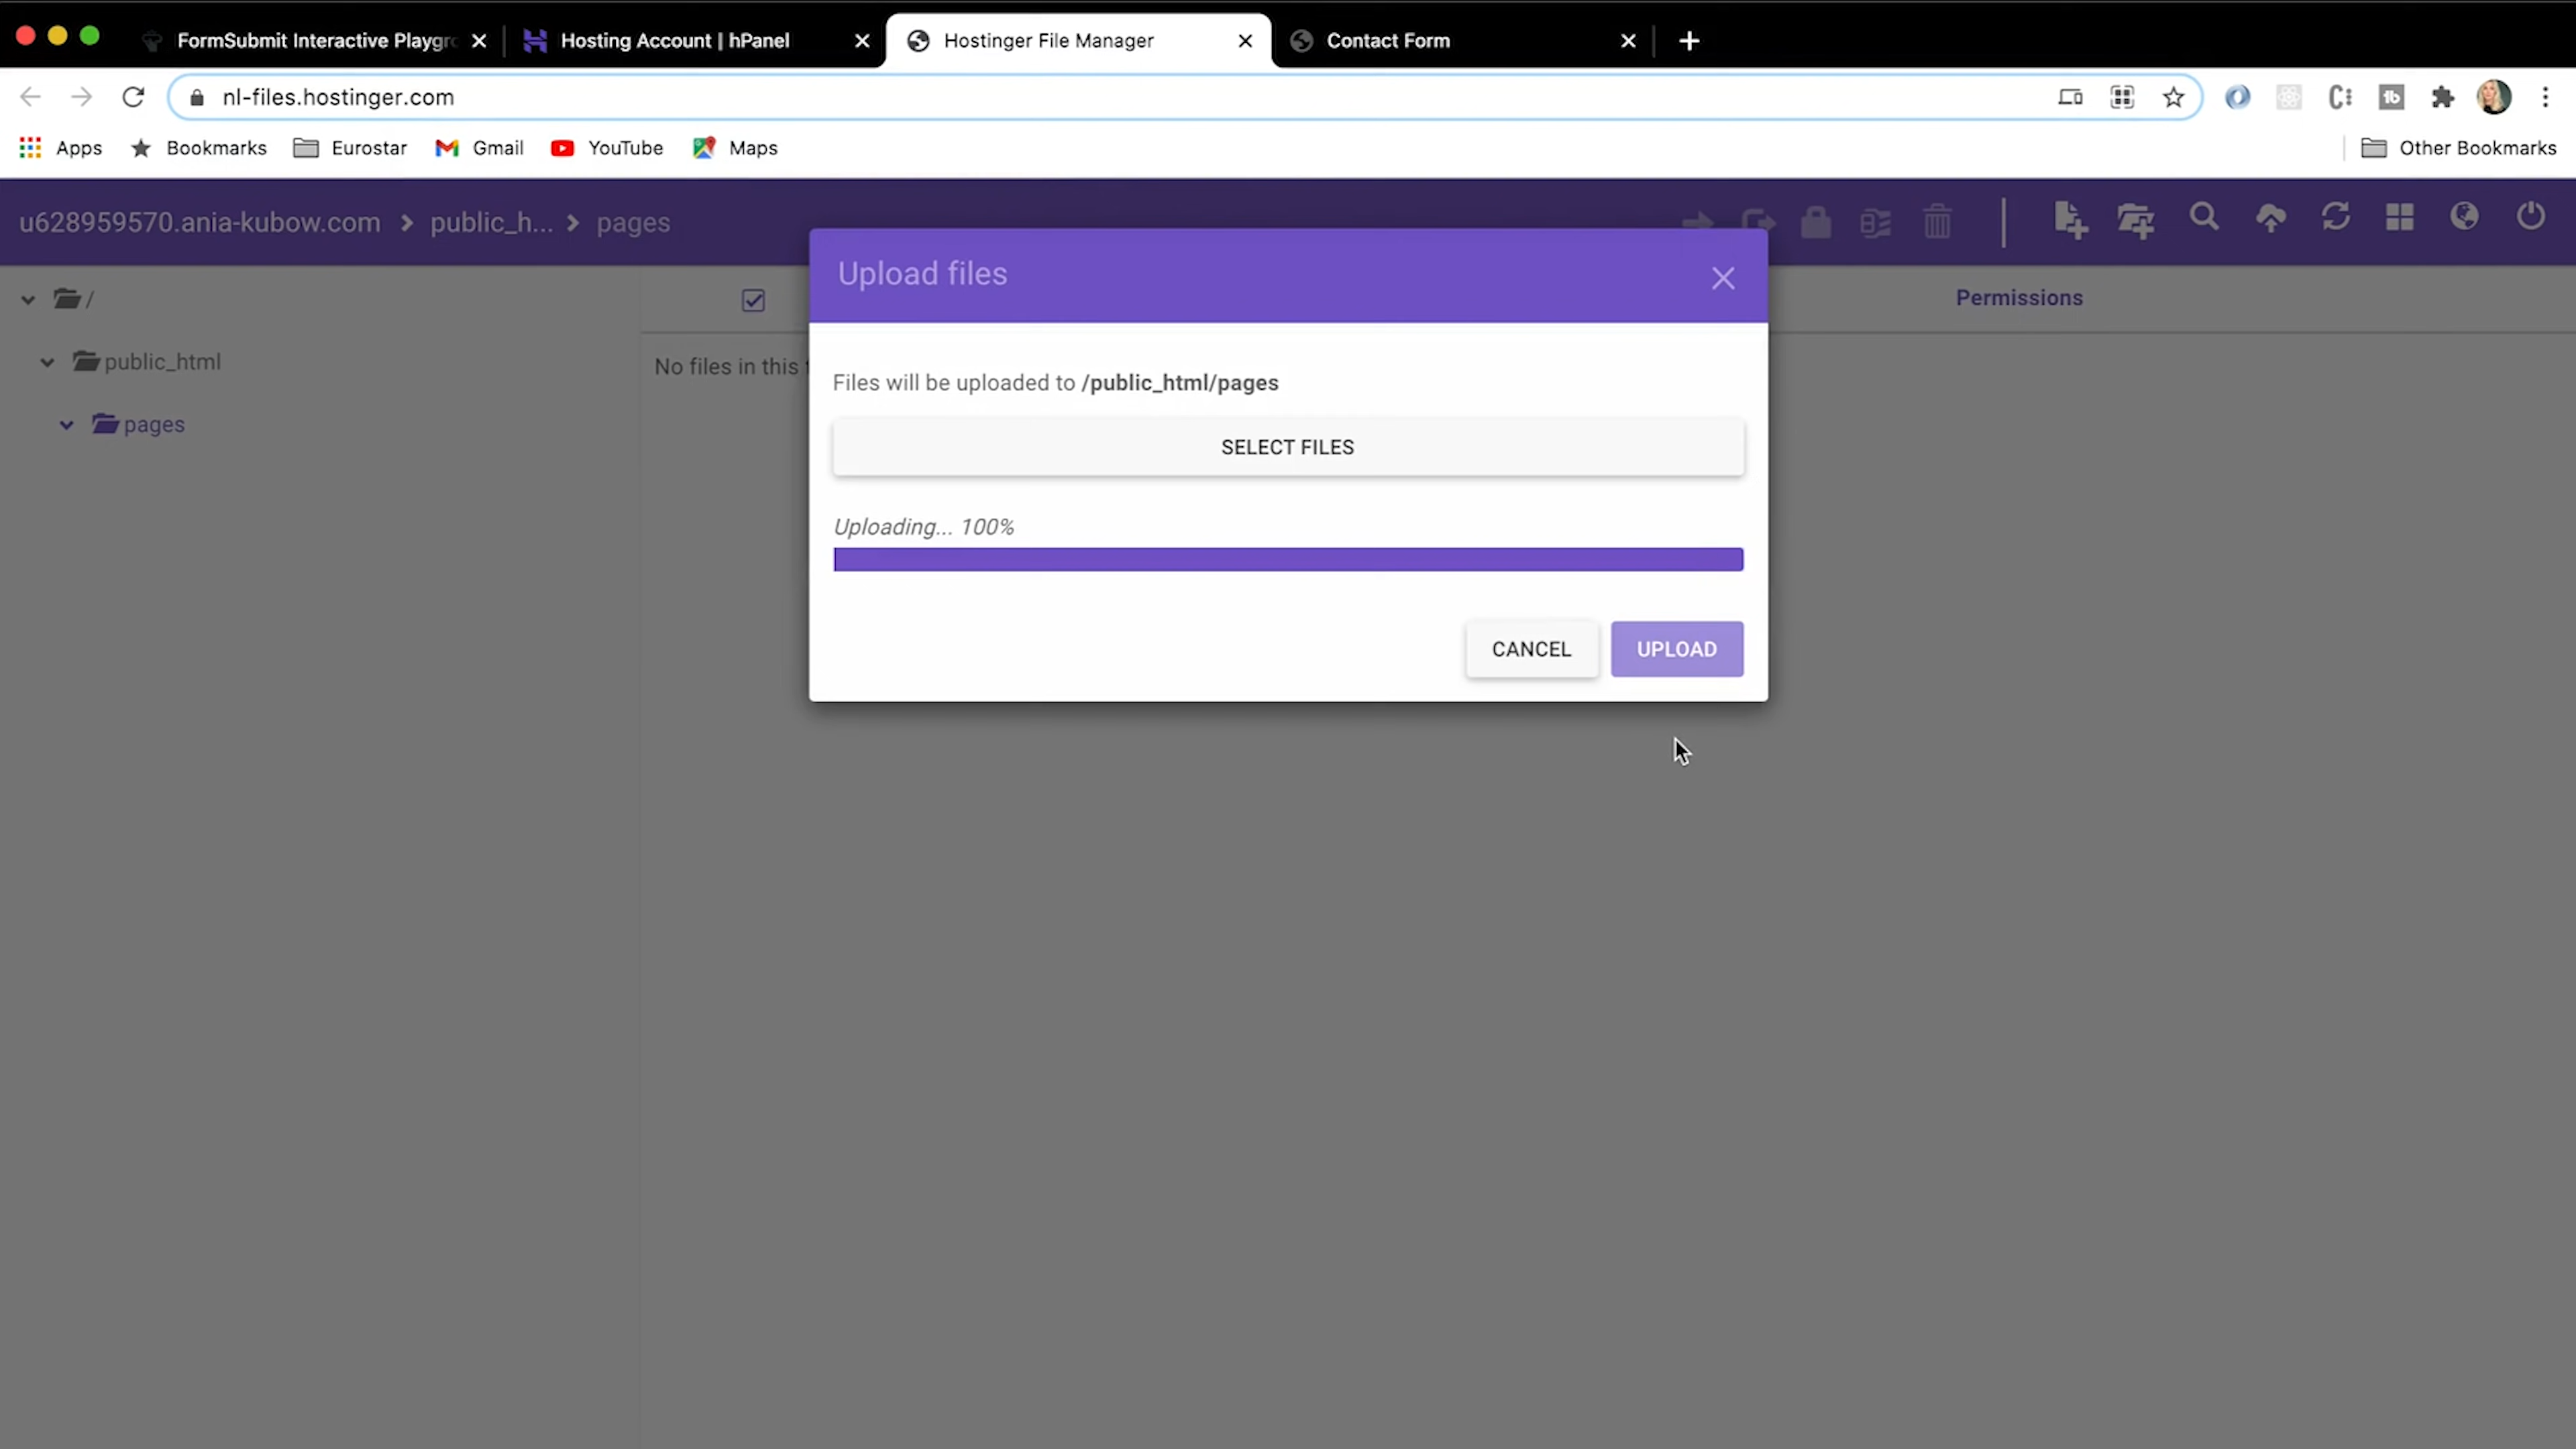 FormSubmit Interactive Playgr
Hosting Account | hPanel
Hostinger File Manager
Contact Form
nl-files.hostinger.com
Apps
Bookmarks
Eurostar
Gmail
YouTube
Maps
Other Bookmarks
u628959570.ania-kubow.com > public_h... > pages
/
public_html
pages
Permissions
No files in this
Upload files
Files will be uploaded to /public_html/pages
SELECT FILES
Uploading... 100%
CANCEL
UPLOAD